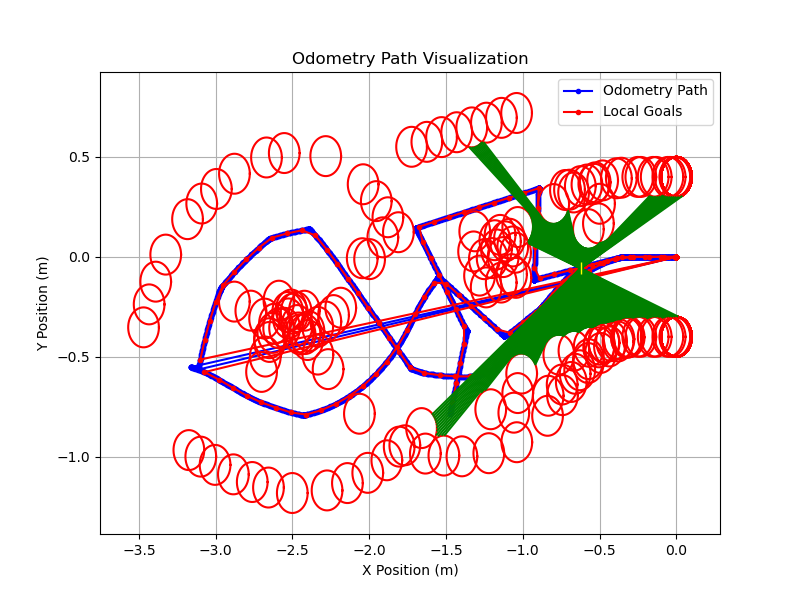 Odometry Path Visualization
Odometry Path
Local Goals
Y Position (m)
0.5
0.0
−0.5
−1.0
−3.5 −3.0 −2.5 −2.0 −1.5 −1.0 −0.5 0.0
X Position (m)